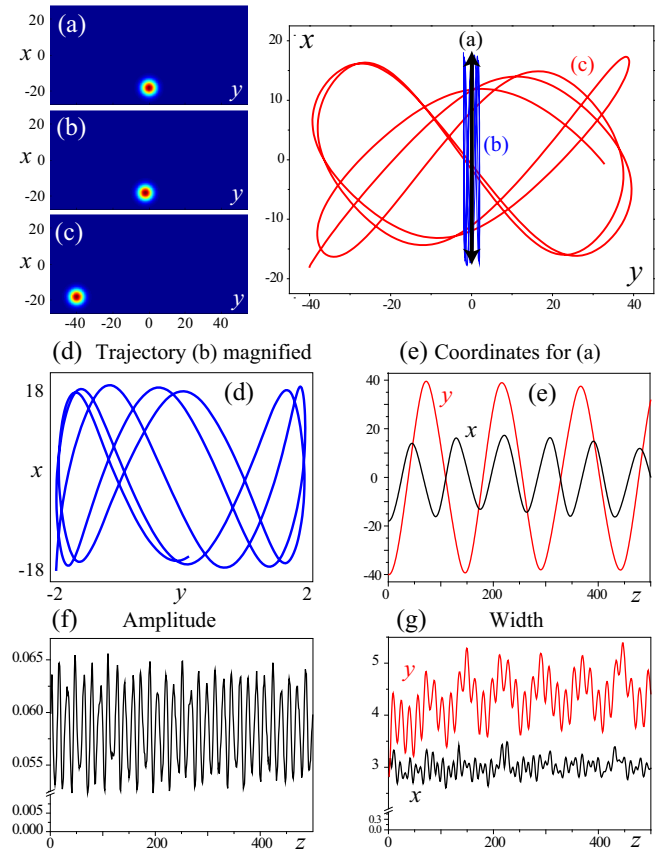 (a)
x
0
-20
y
(b)
x
20
0
-20
y
(c)
x
20
0
-20
y
-40
0
40
x
20
10
0
-10
-20
(a)
(b)
(c)
y
-40
-20
0
20
40
(d) Trajectory (b) magnified
18
(d)
x
-18
-2
y
2
(e) Coordinates for (a)
40
y
(e)
20
x
0
-20
-40
0
200
400
z
(f) Amplitude
0.065
0.060
0.055
0.005
0.000
0
200
400
z
(g) Width
5
y
4
3
x
0.3
0.0
0
200
400
z